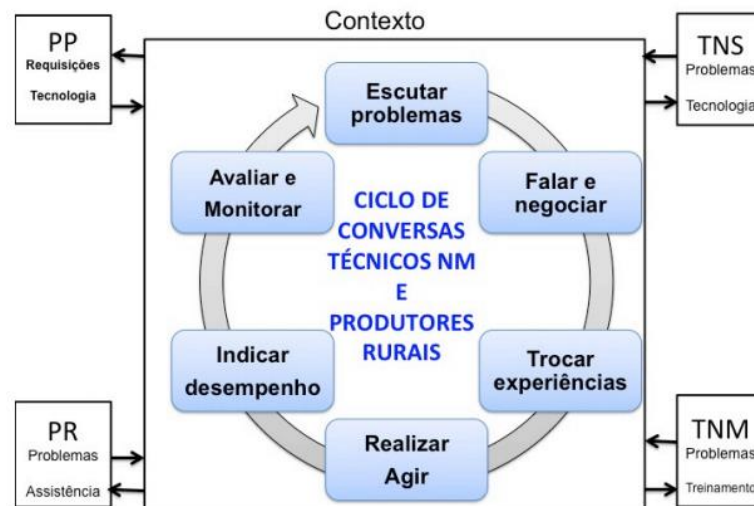 Contexto
PP
Requisições
Tecnologia
TNS
Problemas
Tecnologia
Escutar
problemas
Falar e
negociar
Trocar
experiências
Realizar
Agir
Indicar
desempenho
Avaliar e
Monitorar
CICLO DE
CONVERSAS
TÉCNICOS NM
E
PRODUTORES
RURAIS
PR
Problemas
Assistência
TNM
Problemas
Treinamento